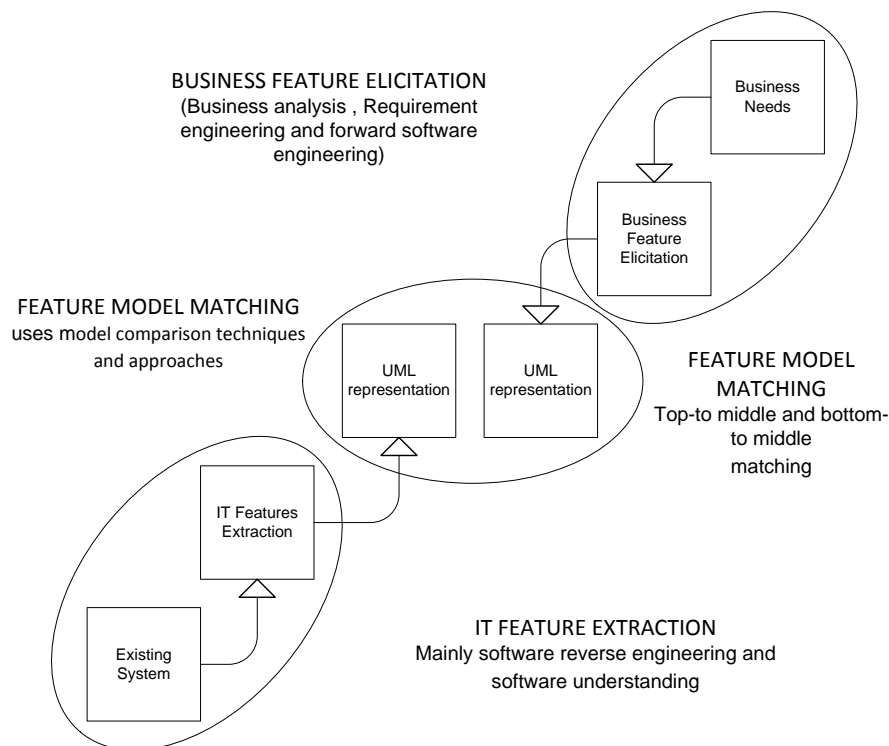 BUSINESS FEATURE ELICITATION
(Business analysis , Requirement
engineering and forward software
engineering)
Business
Needs
Business
Feature
Elicitation
FEATURE MODEL MATCHING
uses model comparison techniques
and approaches
UML
representation
UML
representation
FEATURE MODEL
MATCHING
Top-to middle and bottom-
to middle
matching
IT Features
Extraction
Existing
System
IT FEATURE EXTRACTION
Mainly software reverse engineering and
software understanding